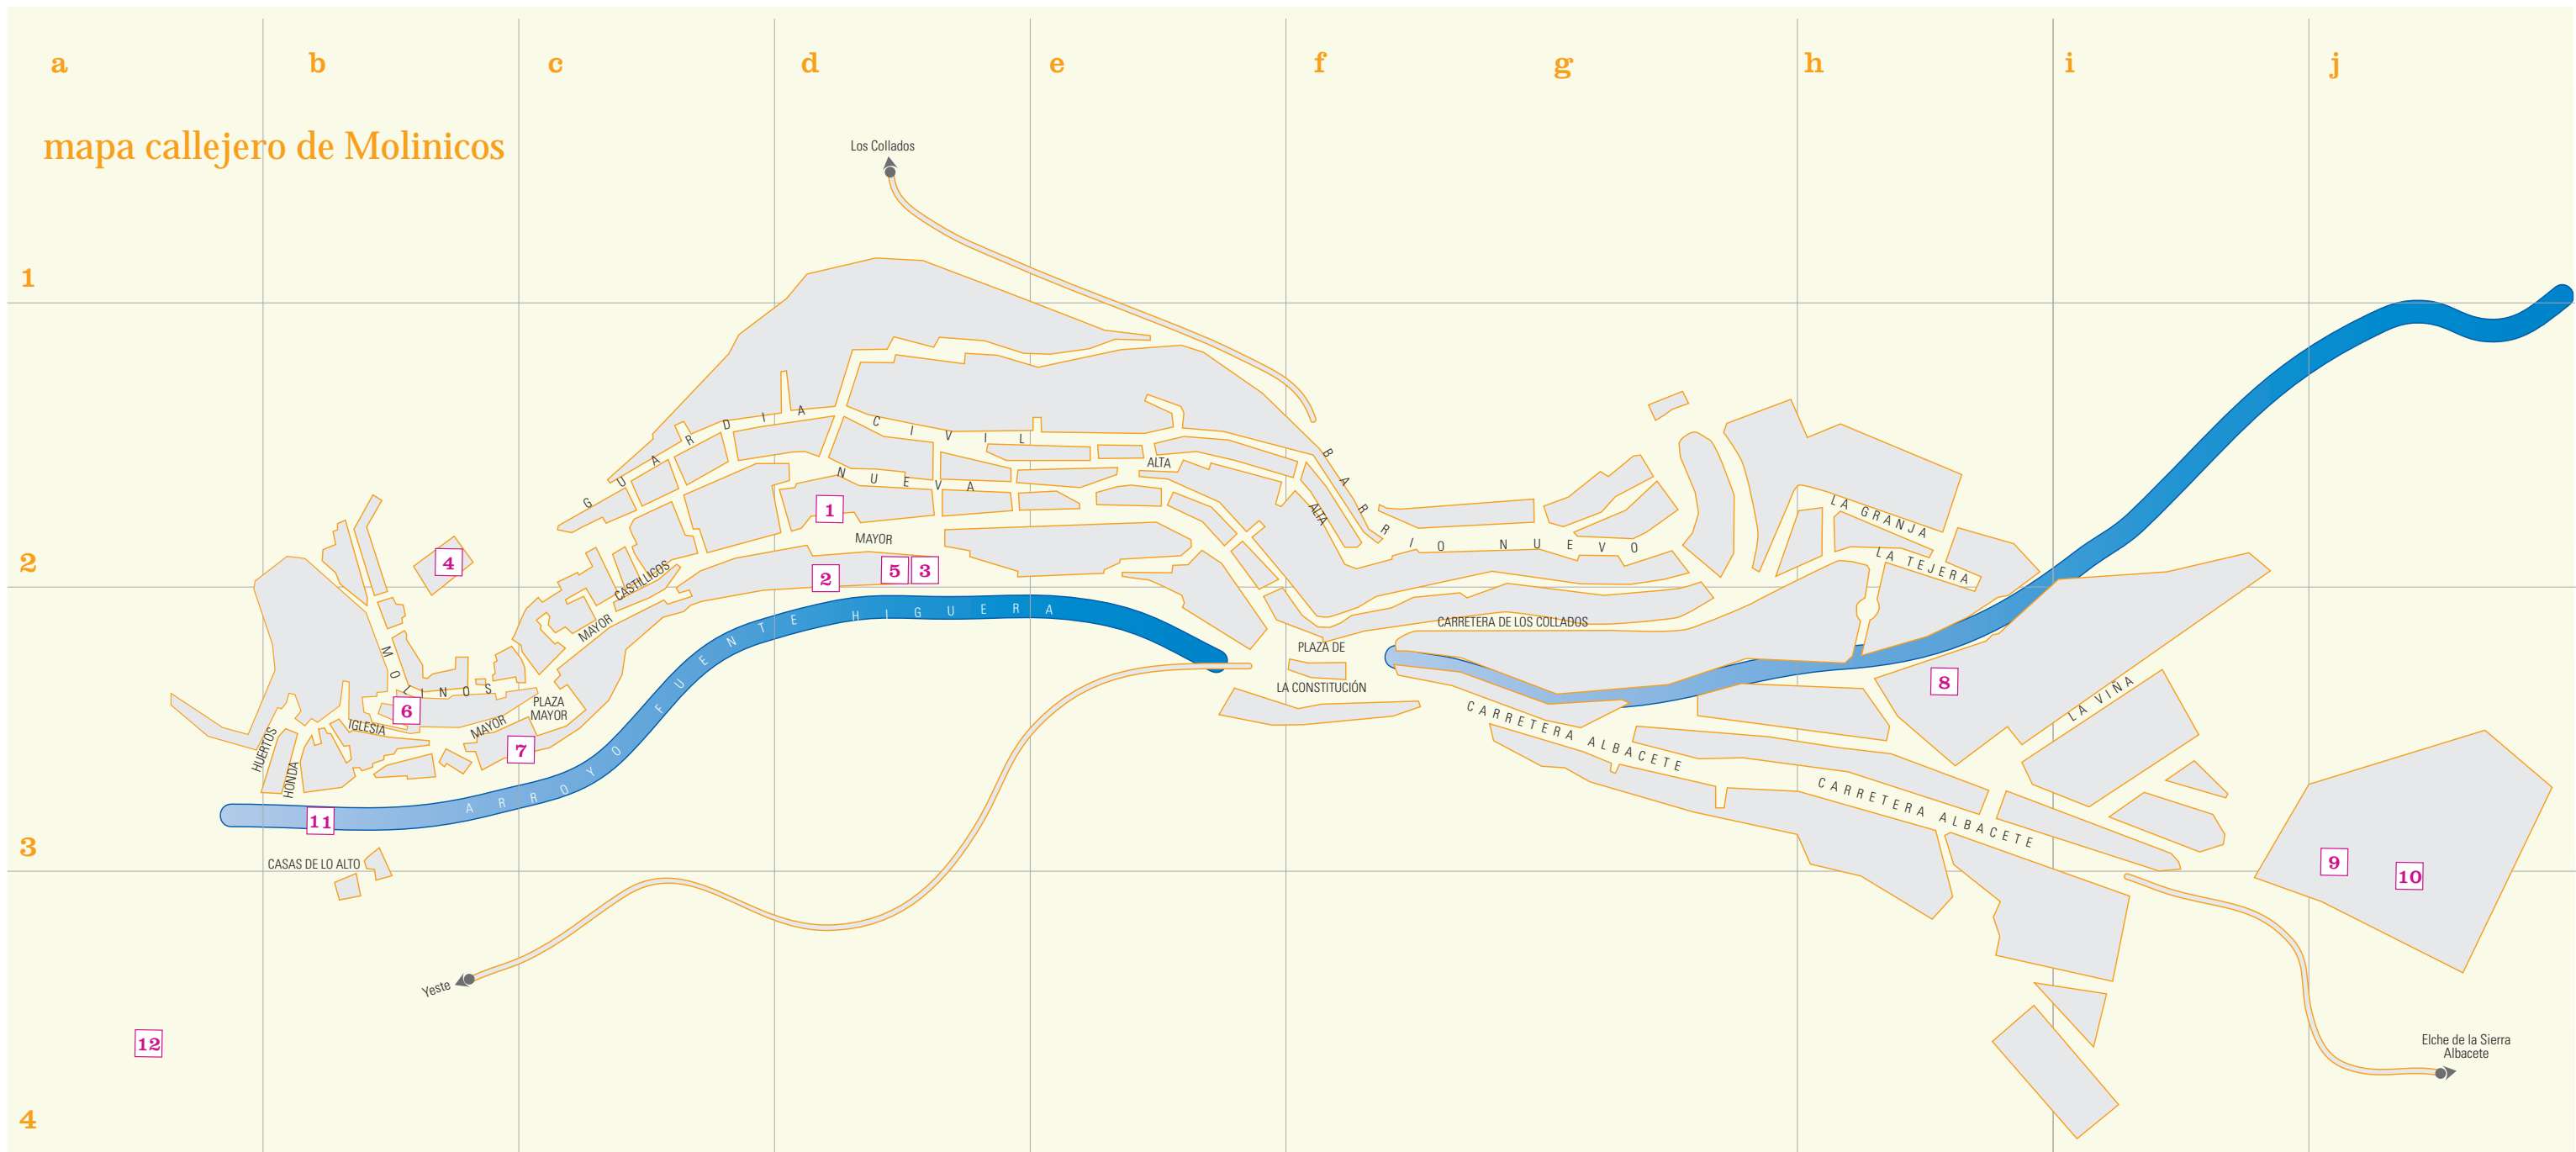 a b c d e f g h i j
mapa callejero de Molinicos
Los Collados
1
GUARDIA CIVIL
BARRIO NUEVO
ALTA
NUEVA
1
ALTA
LA GRANJA
MAYOR
LA TEJERA
2
4
2
5
3
CASTILLICOS
MAYOR
ARROYO FUENTE HIGUERA
CARRETERA DE LOS COLLADOS
PLAZA DE
LA CONSTITUCIÓN
MOLINOS
8
LA VIÑA
6
PLAZA
MAYOR
IGLESIA
MAYOR
7
HUERTOS
HONDA
CARRETERA ALBACETE
CARRETERA ALBACETE
11
3
CASAS DE LO ALTO
9
10
Yeste
12
Elche de la Sierra
Albacete
4